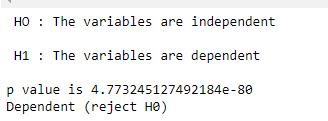 H0 : The variables are independent
H1 : The variables are dependent
p value is 4.773245127492184e-80
Dependent (reject H0)